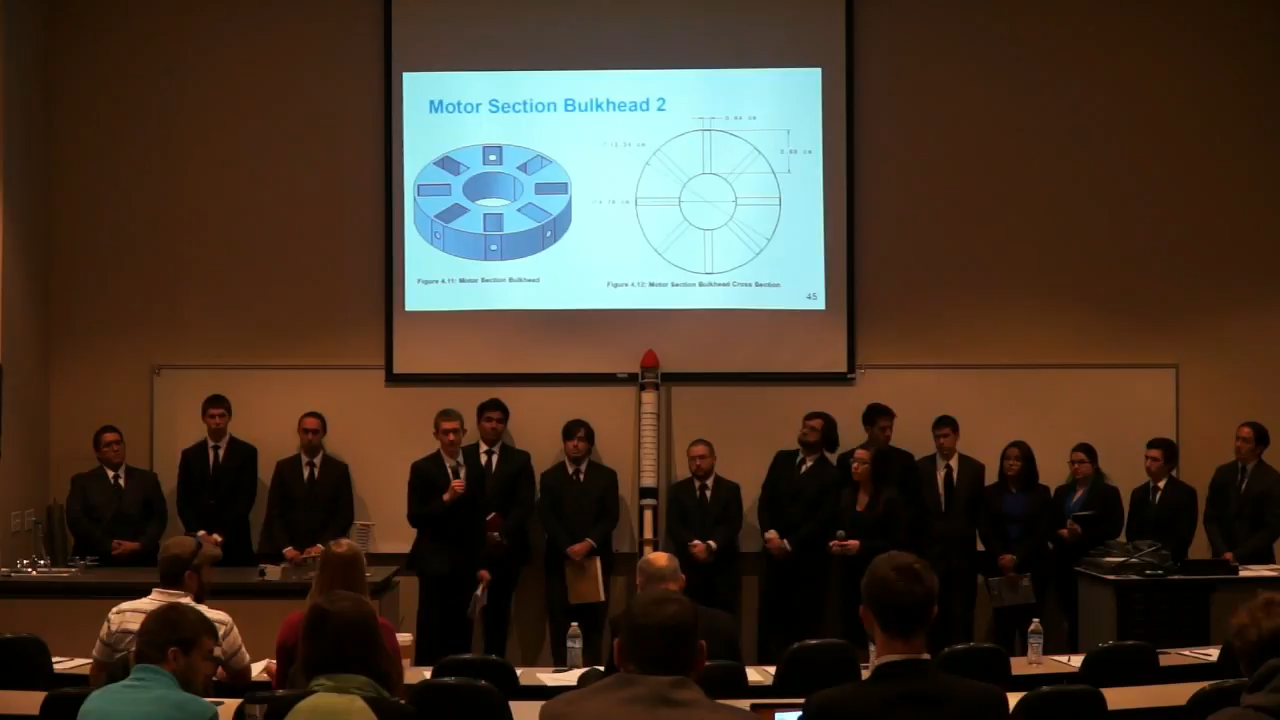 Motor Section Bulkhead 2
Figure 4.11: Motor Section Bulkhead
Figure 4.12: Motor Section Bulkhead Cross Section
45